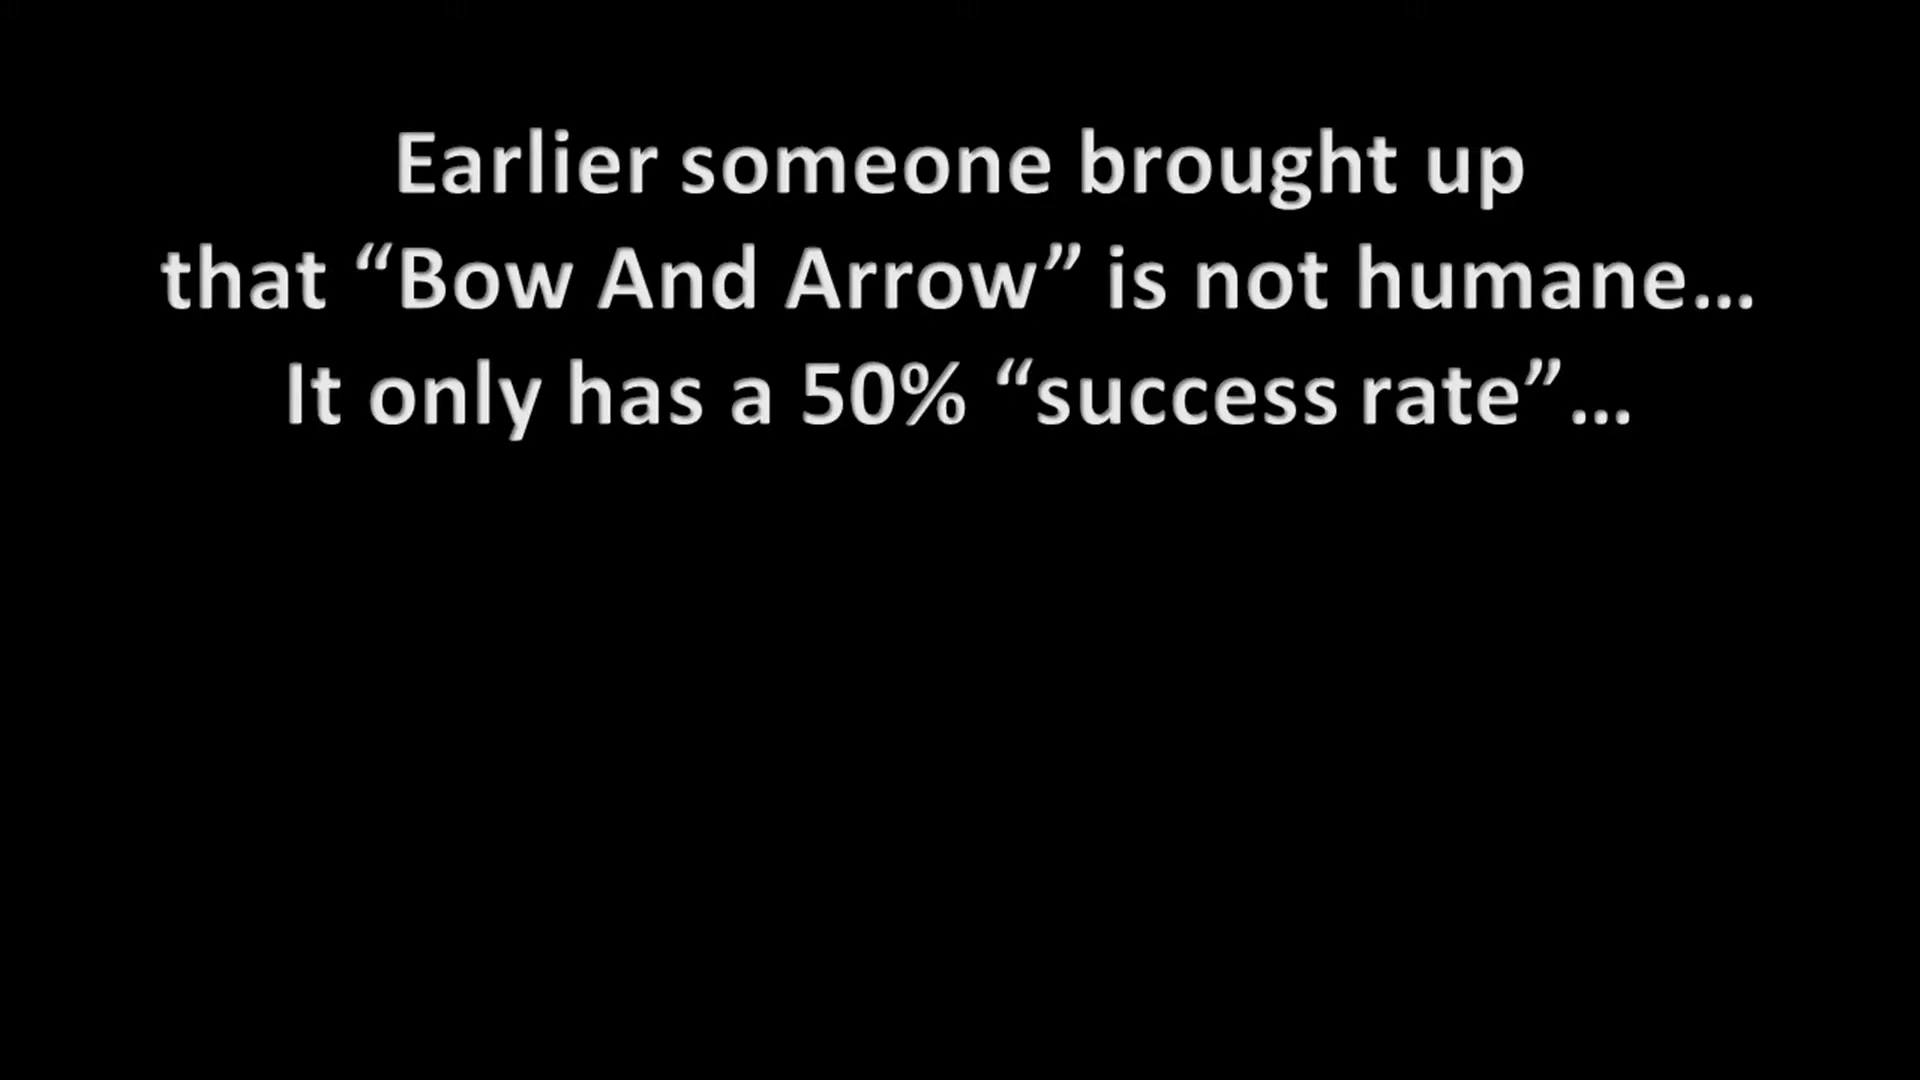 Earlier someone brought up
that “Bow And Arrow” is not humane...
It only has a 50% “success rate”...